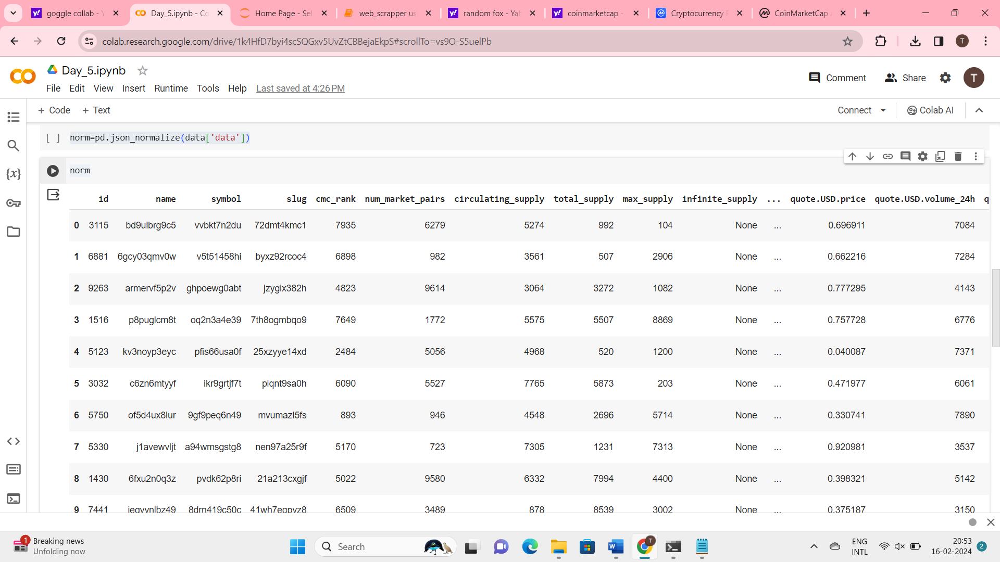 goggle collab - Y
Day_5.ipynb - Co
Home Page - Sel
web_scrapper us
random fox - Yah
coinmarketcap -
Cryptocurrency P
CoinMarketCap A
colab.research.google.com/drive/1k4HfD7byi4scSQGxv5UvZtCBBejaEkpS#scrollTo=vs9O-S5uelPb
T
CO Day_5.ipynb
Comment Share T
File Edit View Insert Runtime Tools Help Last saved at 4:26 PM
+ Code + Text Connect Colab AI
[ ] norm=pd.json_normalize(data['data'])
norm
id name symbol slug cmc_rank num_market_pairs circulating_supply total_supply max_supply infinite_supply ... quote.USD.price quote.USD.volume_24h q
0 3115 bd9uibrg9c5 vvbkt7n2du 72dmt4kmc1 7935 6279 5274 992 104 None ... 0.696911 7084
1 6881 6gcy03qmv0w v5t51458hi byxz92rcoc4 6898 982 3561 507 2906 None ... 0.662216 7284
2 9263 armervf5p2v ghpoewg0abt jzygix382h 4823 9614 3064 3272 1082 None ... 0.777295 4143
3 1516 p8puglcm8t oq2n3a4e39 7th8ogmbqo9 7649 1772 5575 5507 8869 None ... 0.757728 6776
4 5123 kv3noyp3eyc pfis66usa0f 25xzyye14xd 2484 5056 4968 520 1200 None ... 0.040087 7371
5 3032 c6zn6mtyyf ikr9grtjf7t plqnt9sa0h 6090 5527 7765 5873 203 None ... 0.471977 6061
6 5750 of5d4ux8lur 9gf9peq6n49 mvumazl5fs 893 946 4548 2696 5714 None ... 0.330741 7890
7 5330 j1avewvljt a94wmsgstg8 nen97a25r9f 5170 723 7305 1231 7313 None ... 0.920981 3537
8 1430 6fxu2n0q3z pvdk62p8ri 21a213cxgjf 5022 9580 6332 7994 4400 None ... 0.398321 5142
9 7441 8drn419c50c 6509 3489 878 8539 3002 None ... 0.375187 3150
1 Breaking news
Unfolding now
Search
ENG
INTL
20:53
16-02-2024
2